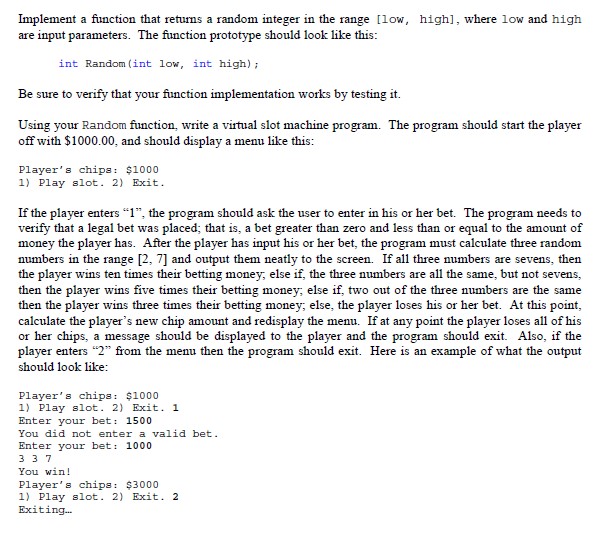 Implement a function that returns a random integer in the range [low, high], where low and high
are input parameters. The function prototype should look like this:
int Random(int low, int high);
Be sure to verify that your function implementation works by testing it.
Using your Random function, write a virtual slot machine program. The program should start the player
off with $1000.00, and should display a menu like this:
Player's chips: $1000
1) Play slot. 2) Exit.
If the player enters “1”, the program should ask the user to enter in his or her bet. The program needs to
verify that a legal bet was placed; that is, a bet greater than zero and less than or equal to the amount of
money the player has. After the player has input his or her bet, the program must calculate three random
numbers in the range [2, 7] and output them neatly to the screen. If all three numbers are sevens, then
the player wins ten times their betting money; else if, the three numbers are all the same, but not sevens,
then the player wins five times their betting money; else if, two out of the three numbers are the same
then the player wins three times their betting money; else, the player loses his or her bet. At this point,
calculate the player’s new chip amount and redisplay the menu. If at any point the player loses all of his
or her chips, a message should be displayed to the player and the program should exit. Also, if the
player enters “2” from the menu then the program should exit. Here is an example of what the output
should look like:
Player's chips: $1000
1) Play slot. 2) Exit. 1
Enter your bet: 1500
You did not enter a valid bet.
Enter your bet: 1000
3 3 7
You win!
Player's chips: $3000
1) Play slot. 2) Exit. 2
Exiting…